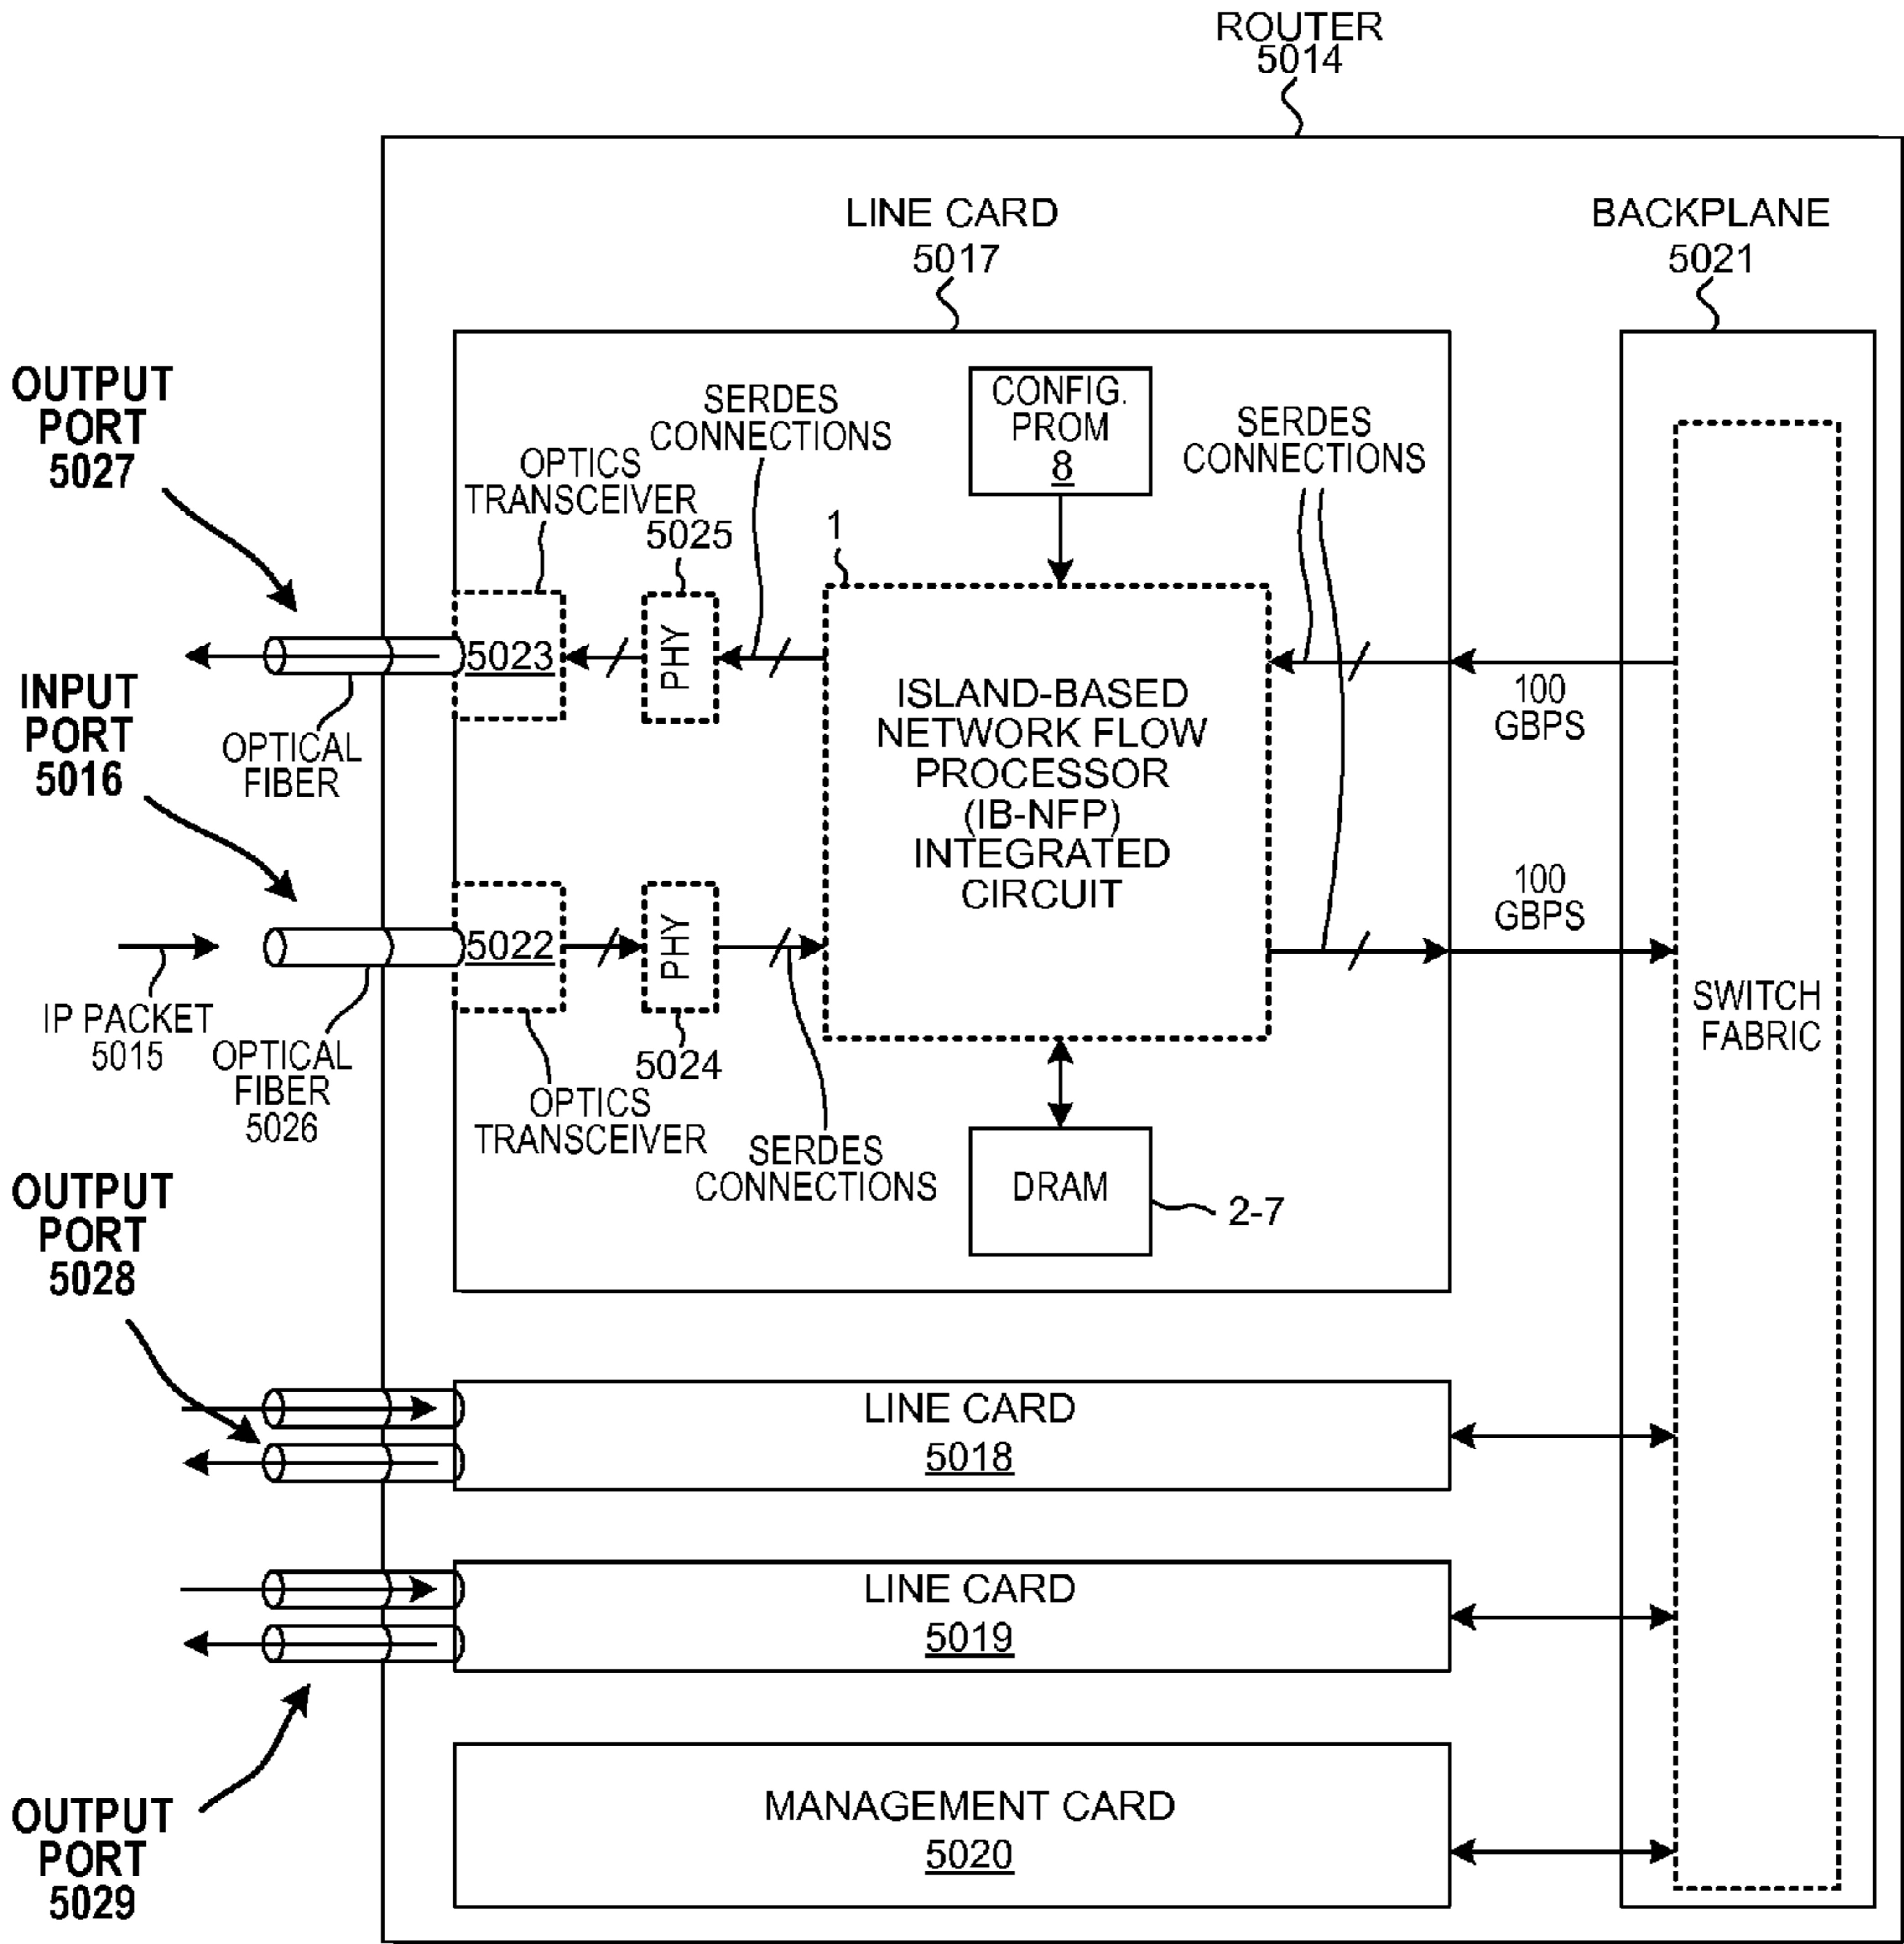 ROUTER
5014
LINE CARD
5017
BACKPLANE
5021
OUTPUT
PORT
5027
SERDES
CONNECTIONS
CONFIG.
PROM
8
SERDES
CONNECTIONS
OPTICS
TRANSCEIVER
5025
1
5023
PHY
INPUT
PORT
5016
OPTICAL
FIBER
ISLAND-BASED
NETWORK FLOW
PROCESSOR
(IB-NFP)
INTEGRATED
CIRCUIT
100
GBPS
100
GBPS
5022
PHY
SWITCH
FABRIC
IP PACKET
5015
OPTICAL
FIBER
5026
5024
OPTICS
TRANSCEIVER
SERDES
CONNECTIONS
DRAM
2-7
OUTPUT
PORT
5028
LINE CARD
5018
LINE CARD
5019
OUTPUT
PORT
5029
MANAGEMENT CARD
5020